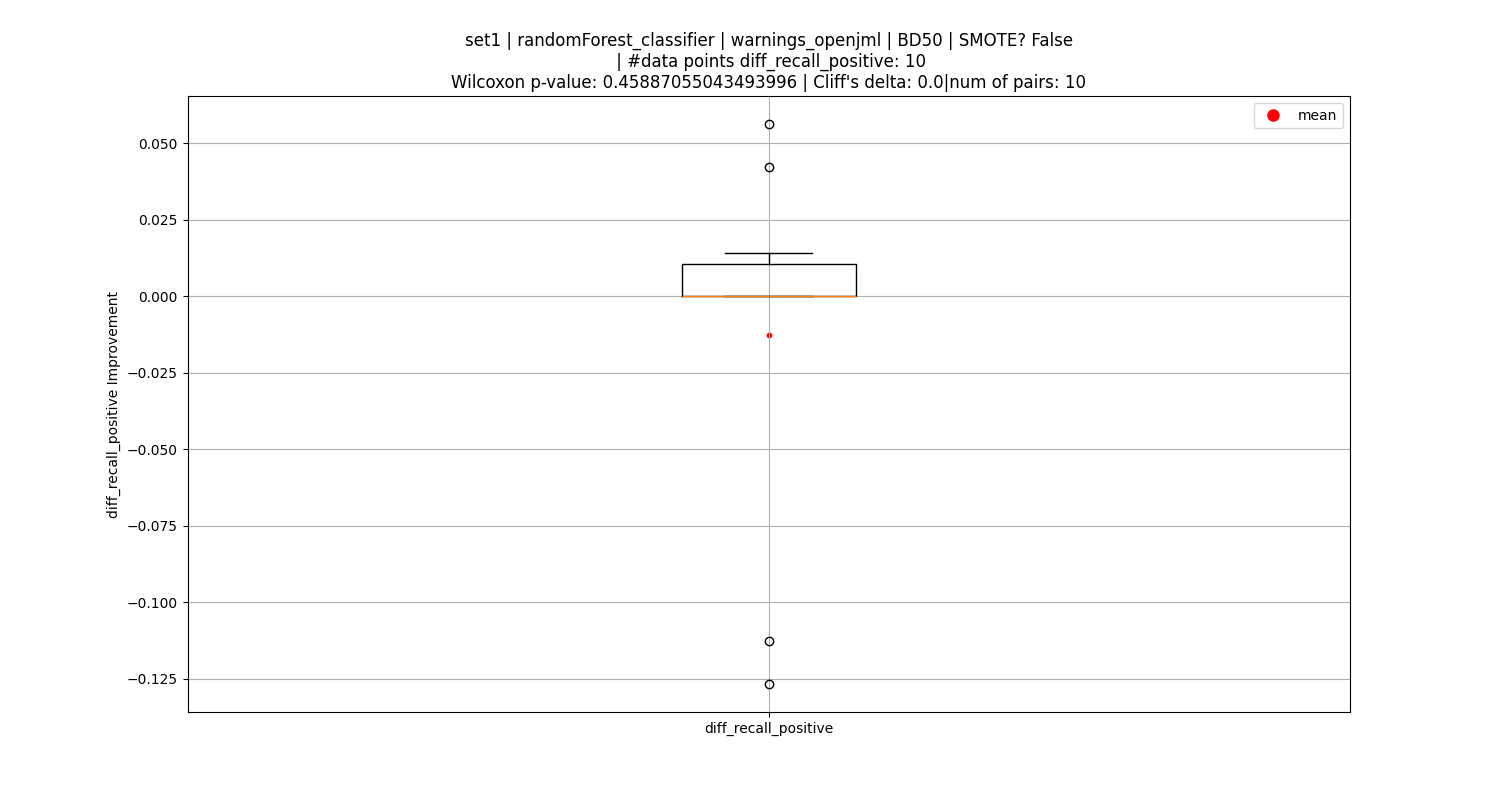 set1 | randomForest_classifier | warnings_openjml | BD50 | SMOTE? False
| #data points diff_recall_positive: 10
Wilcoxon p-value: 0.45887055043493996 | Cliff's delta: 0.0|num of pairs: 10
mean
0.050
0.025
0.000
−0.025
−0.050
−0.075
−0.100
−0.125
diff_recall_positive Improvement
diff_recall_positive